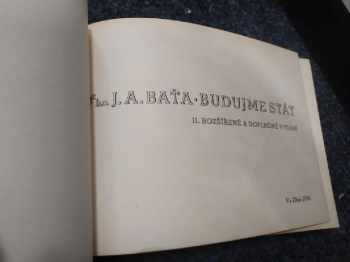 J. A. BAŤA · BUDUJME STÁT
II. ROZŠÍŘENÉ A DOPLNĚNÉ VYDÁNÍ